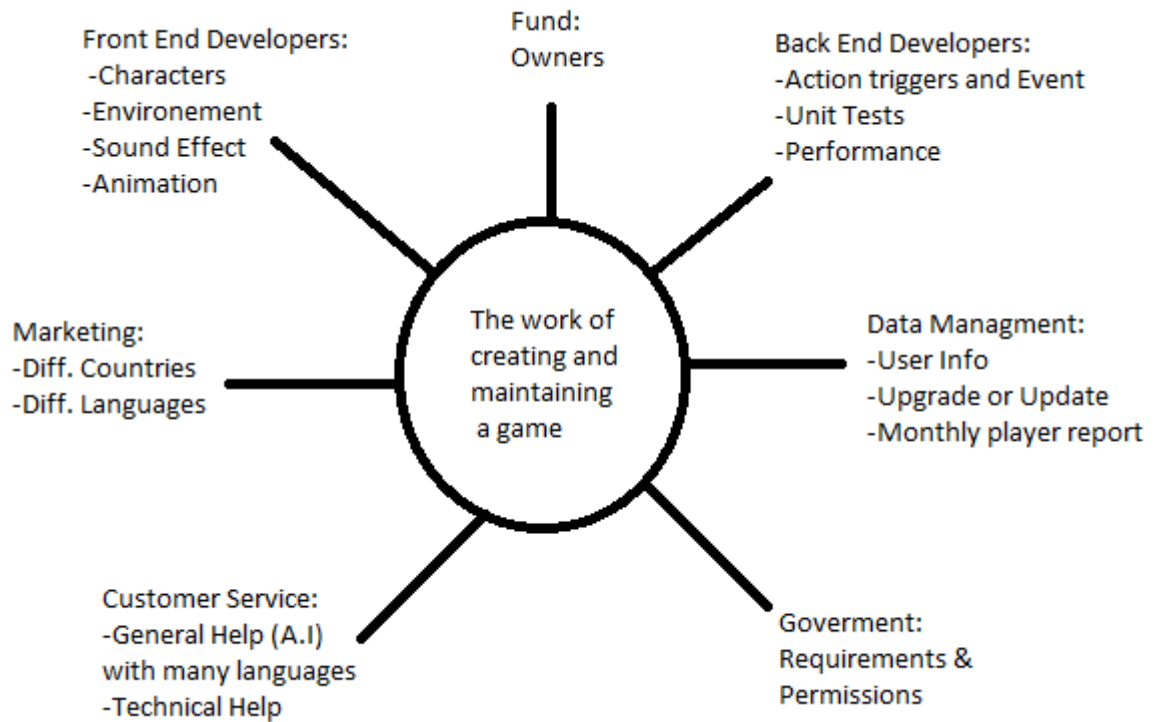 Fund:
Owners
Front End Developers:
-Characters
-Environement
-Sound Effect
-Animation
Back End Developers:
-Action triggers and Event
-Unit Tests
-Performance
The work of
creating and
maintaining
a game
Marketing:
-Diff. Countries
-Diff. Languages
Data Managment:
-User Info
-Upgrade or Update
-Monthly player report
Customer Service:
-General Help (A.I)
with many languages
-Technical Help
Goverment:
Requirements &
Permissions